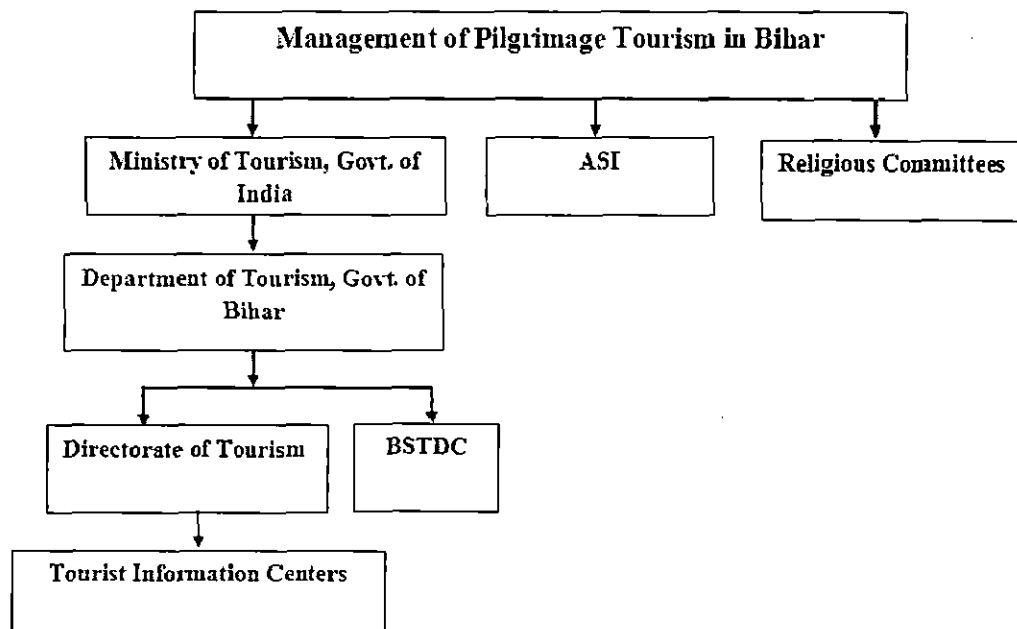 Management of Pilgrimage Tourism in Bihar
Ministry of Tourism, Govt. of
India
ASI
Religious Committees
Department of Tourism, Govt. of
Bihar
Directorate of Tourism
BSTDC
Tourist Information Centers